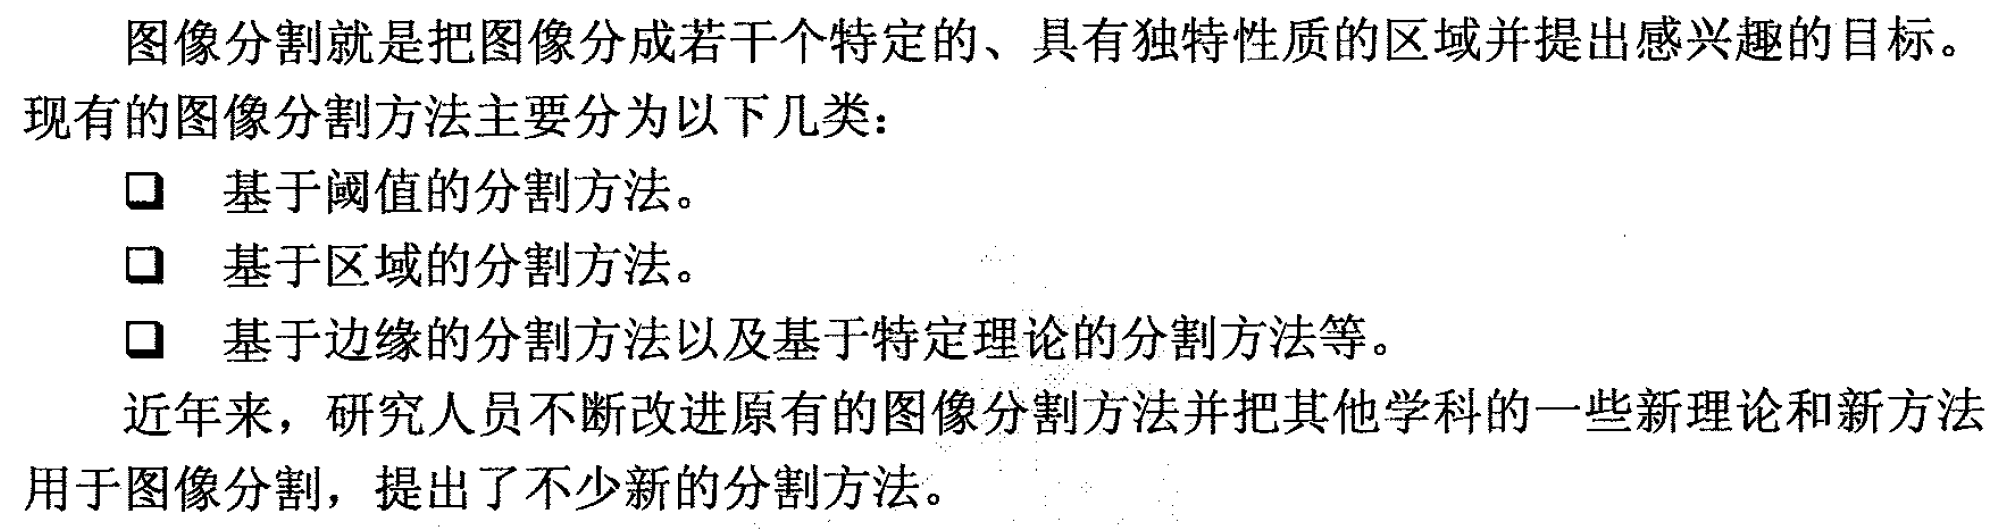 图像分割就是把图像分成若干个特定的、具有独特性质的区域并提出感兴趣的目标。
现有的图像分割方法主要分为以下几类：
❑ 基于阈值的分割方法。
❑ 基于区域的分割方法。
❑ 基于边缘的分割方法以及基于特定理论的分割方法等。
近年来，研究人员不断改进原有的图像分割方法并把其他学科的一些新理论和新方法
用于图像分割，提出了不少新的分割方法。